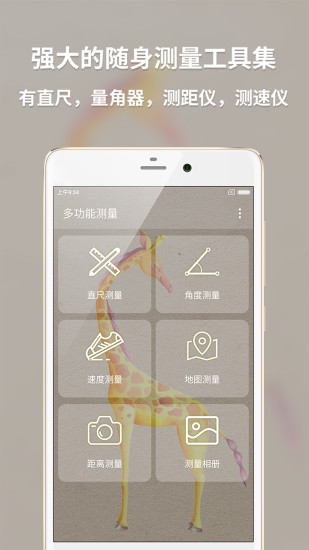 强大的随身测量工具集
有直尺，量角器，测距仪，测速仪
上午9:34
多功能测量
直尺测量
角度测量
速度测量
地图测量
距离测量
测量相册